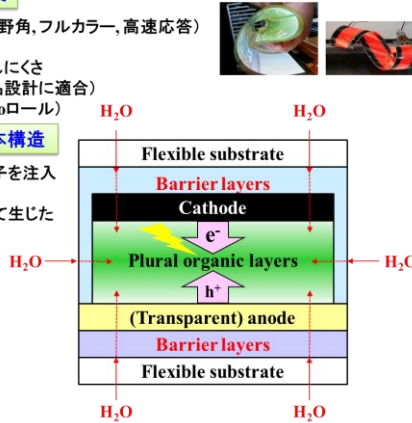 野角, フルカラー, 高速応答)
にくさ
設計に適合)
oロール)
本構造
子を注入
て生じた
H2O H2O
Flexible substrate
Barrier layers
Cathode
e-
H2O Plural organic layers H2O
h+
(Transparent) anode
Barrier layers
Flexible substrate
H2O H2O